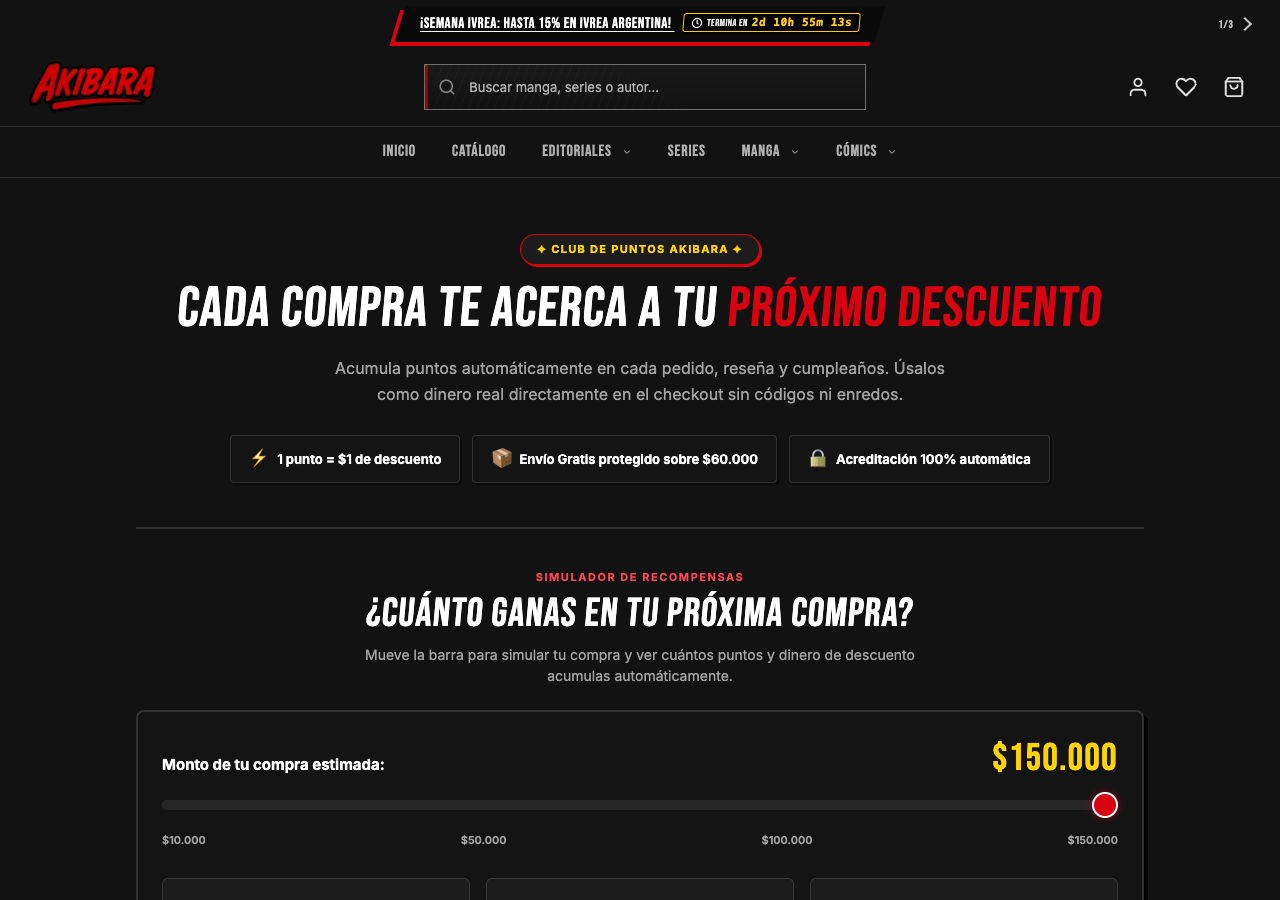 ¡SEMANA IVREA: HASTA 15% EN IVREA ARGENTINA! TERMINA EN 2d 10h 55m 13s
1/3
AKIBARA
Buscar manga, series o autor...
INICIO CATÁLOGO EDITORIALES SERIES MANGA CÓMICS
✦ CLUB DE PUNTOS AKIBARA ✦
CADA COMPRA TE ACERCA A TU PRÓXIMO DESCUENTO
Acumula puntos automáticamente en cada pedido, reseña y cumpleaños. Úsalos
como dinero real directamente en el checkout sin códigos ni enredos.
⚡ 1 punto = $1 de descuento
📦 Envío Gratis protegido sobre $60.000
🔒 Acreditación 100% automática
SIMULADOR DE RECOMPENSAS
¿CUÁNTO GANAS EN TU PRÓXIMA COMPRA?
Mueve la barra para simular tu compra y ver cuántos puntos y dinero de descuento
acumulas automáticamente.
Monto de tu compra estimada:
$150.000
$10.000 $50.000 $100.000 $150.000